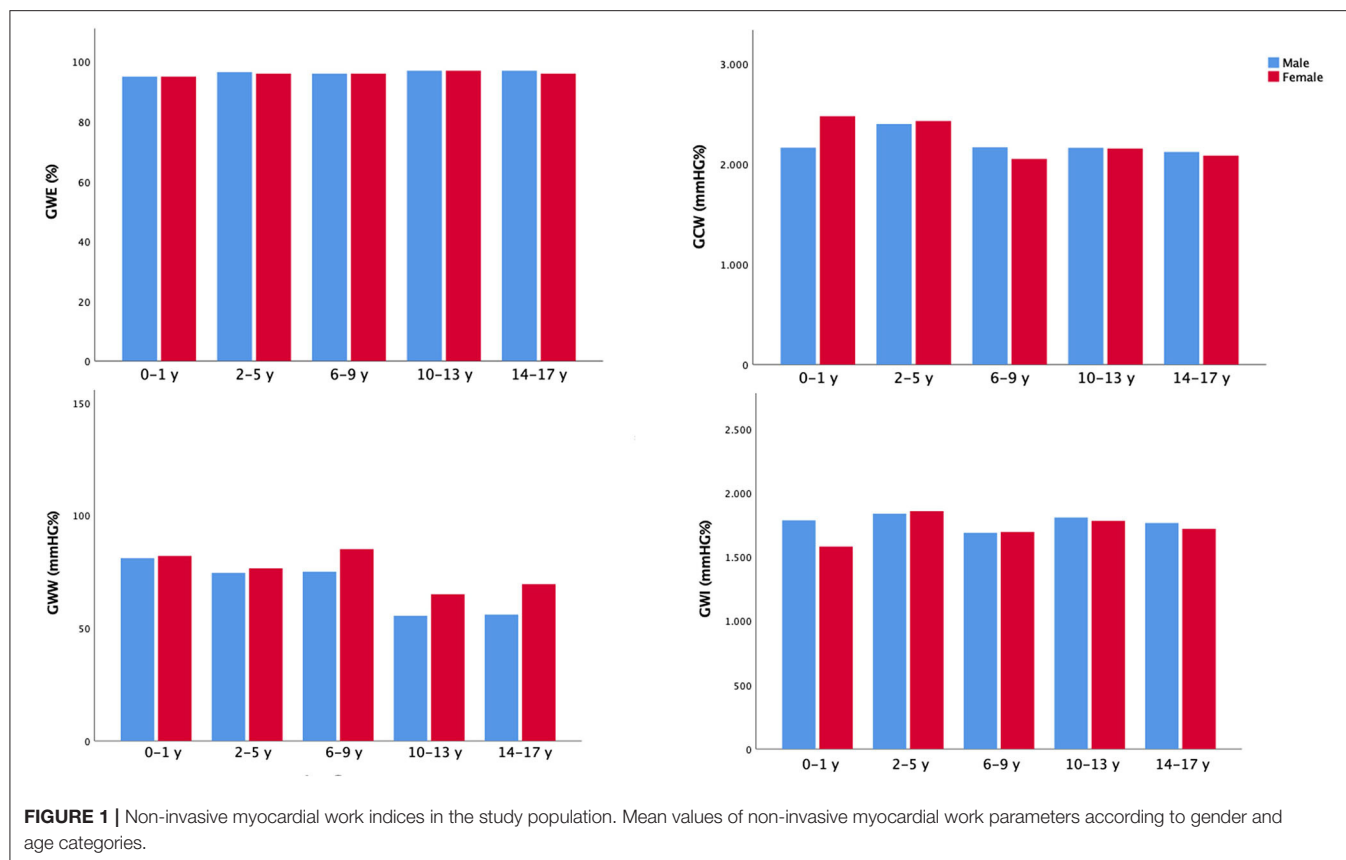 100
80
60
40
20
0
GWE (%)
0-1 y 2-5 y 6-9 y 10-13 y 14-17 y
3.000
2.000
1.000
0
GCW (mmHG%)
Male
Female
0-1 y 2-5 y 6-9 y 10-13 y 14-17 y
150
100
50
0
GWW (mmHG%)
0-1 y 2-5 y 6-9 y 10-13 y 14-17 y
2.500
2.000
1.500
1.000
500
0
GWI (mmHG%)
0-1 y 2-5 y 6-9 y 10-13 y 14-17 y
FIGURE 1 | Non-invasive myocardial work indices in the study population. Mean values of non-invasive myocardial work parameters according to gender and
age categories.